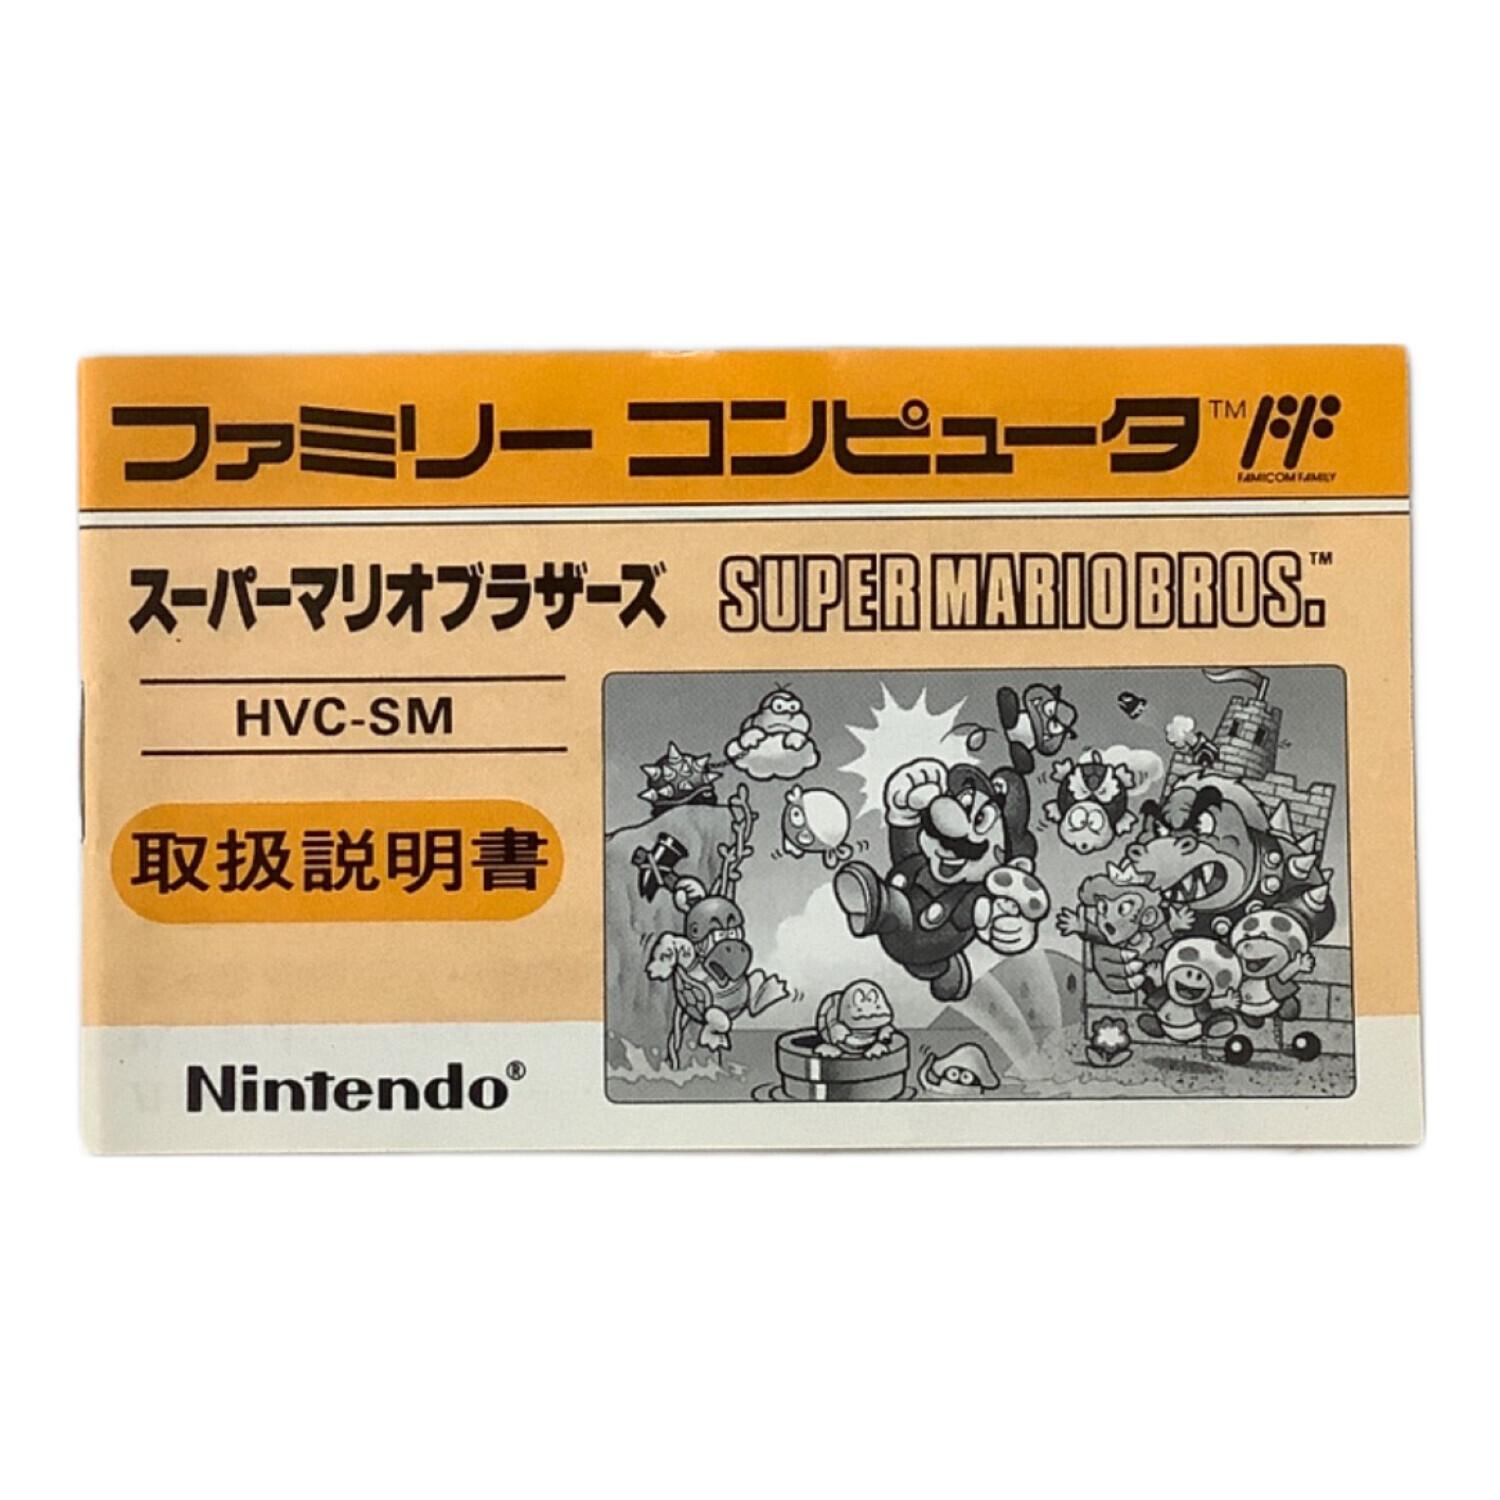 ファミリー コンピュータ™
FAMICOM FAMILY
スーパーマリオブラザーズ SUPER MARIO BROS.™
HVC-SM
取扱説明書
Nintendo®